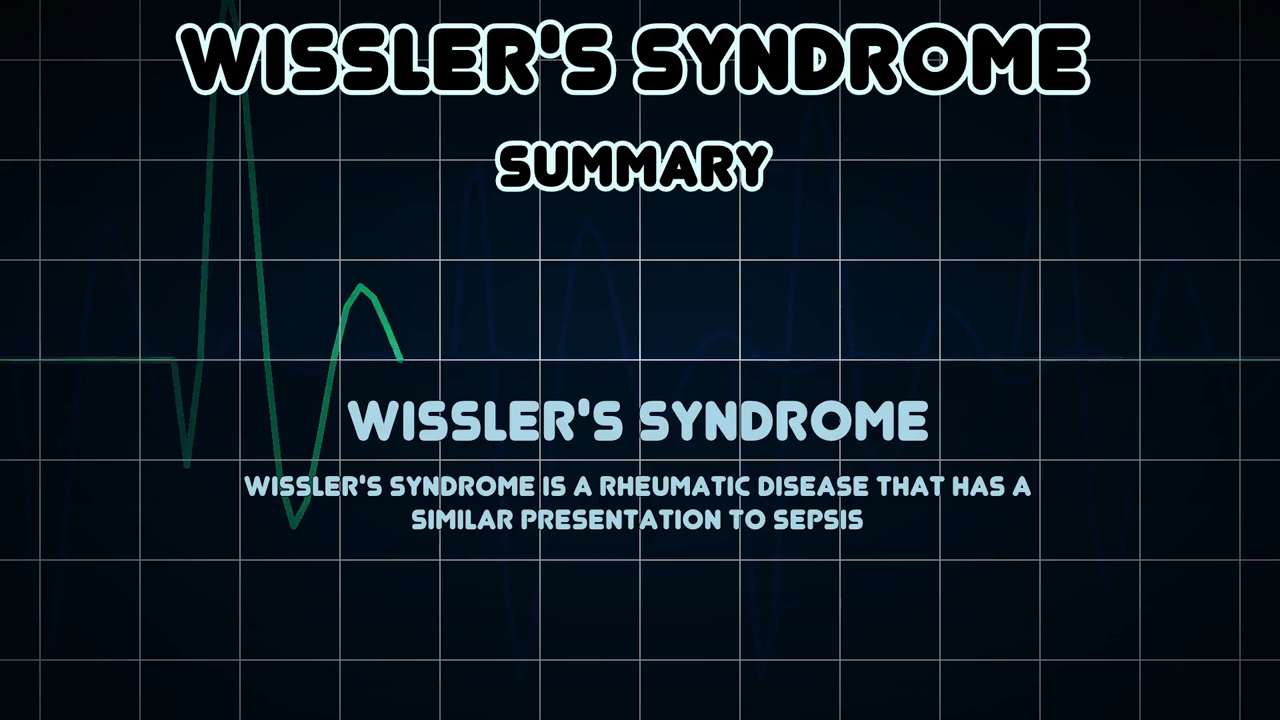 WISSLER'S SYNDROME
SUMMARY
WISSLER'S SYNDROME
WISSLER'S SYNDROME IS A RHEUMATIC DISEASE THAT HAS A
SIMILAR PRESENTATION TO SEPSIS